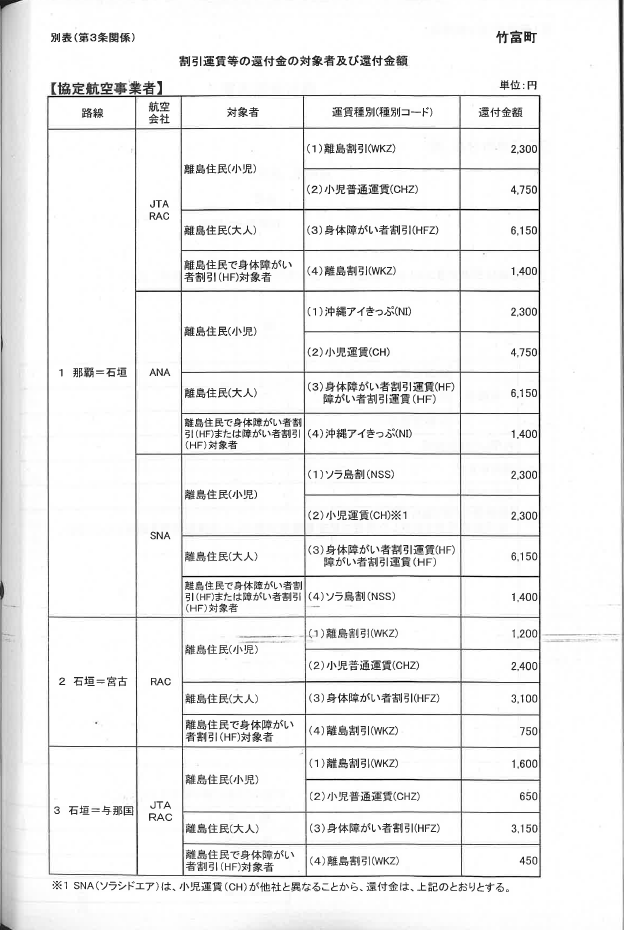 別表(第3条関係)
竹富町
割引運賃等の還付金の対象者及び還付金額
【協定航空事業者】
単位:円
路線 航空会社 対象者 運賃種別(種別コード) 還付金額
1 那覇=石垣
JTA
RAC
離島住民(小児)
(1)離島割引(WKZ) 2,300
(2)小児普通運賃(CHZ) 4,750
離島住民(大人) (3)身体障がい者割引(HFZ) 6,150
離島住民で身体障がい
者割引(HF)対象者
(4)離島割引(WKZ) 1,400
ANA
離島住民(小児)
(1)沖縄アイきっぷ(NI) 2,300
(2)小児運賃(CH) 4,750
離島住民(大人)
(3)身体障がい者割引運賃(HF)
障がい者割引運賃(HF)
6,150
離島住民で身体障がい者割
引(HF)または障がい者割引
(HF)対象者
(4)沖縄アイきっぷ(NI) 1,400
SNA
離島住民(小児)
(1)ソラ島割(NSS) 2,300
(2)小児運賃(CH)※1 2,300
離島住民(大人)
(3)身体障がい者割引運賃(HF)
障がい者割引運賃(HF)
6,150
離島住民で身体障がい者割
引(HF)または障がい者割引
(HF)対象者
(4)ソラ島割(NSS) 1,400
2 石垣=宮古
RAC
離島住民(小児)
(1)離島割引(WKZ) 1,200
(2)小児普通運賃(CHZ) 2,400
離島住民(大人) (3)身体障がい者割引(HFZ) 3,100
離島住民で身体障がい
者割引(HF)対象者
(4)離島割引(WKZ) 750
3 石垣=与那国
JTA
RAC
離島住民(小児)
(1)離島割引(WKZ) 1,600
(2)小児普通運賃(CHZ) 650
離島住民(大人) (3)身体障がい者割引(HFZ) 3,150
離島住民で身体障がい
者割引(HF)対象者
(4)離島割引(WKZ) 450
※1 SNA(ソラシドエア)は、小児運賃(CH)が他社と異なることから、還付金は、上記のとおりとする。